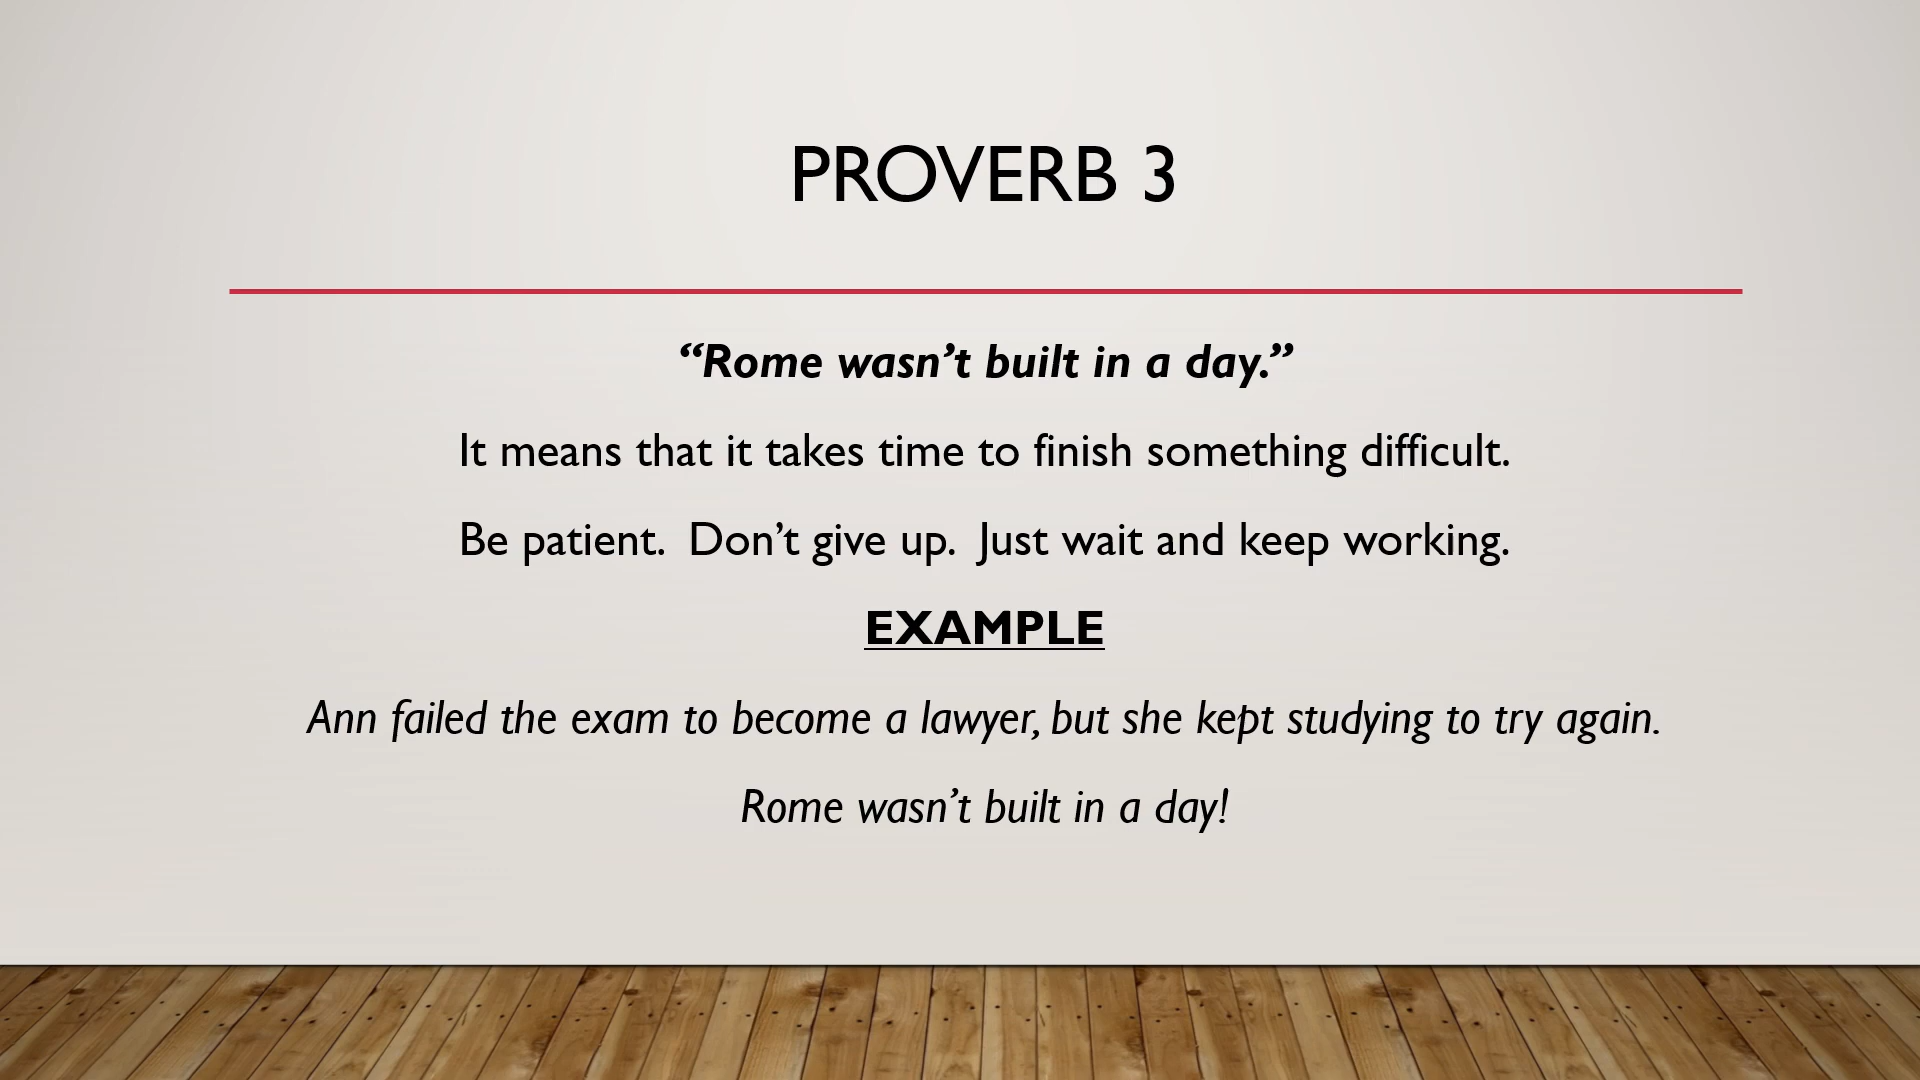 PROVERB 3
“Rome wasn’t built in a day.”
It means that it takes time to finish something difficult.
Be patient.  Don’t give up.  Just wait and keep working.
EXAMPLE
Ann failed the exam to become a lawyer, but she kept studying to try again.
Rome wasn’t built in a day!